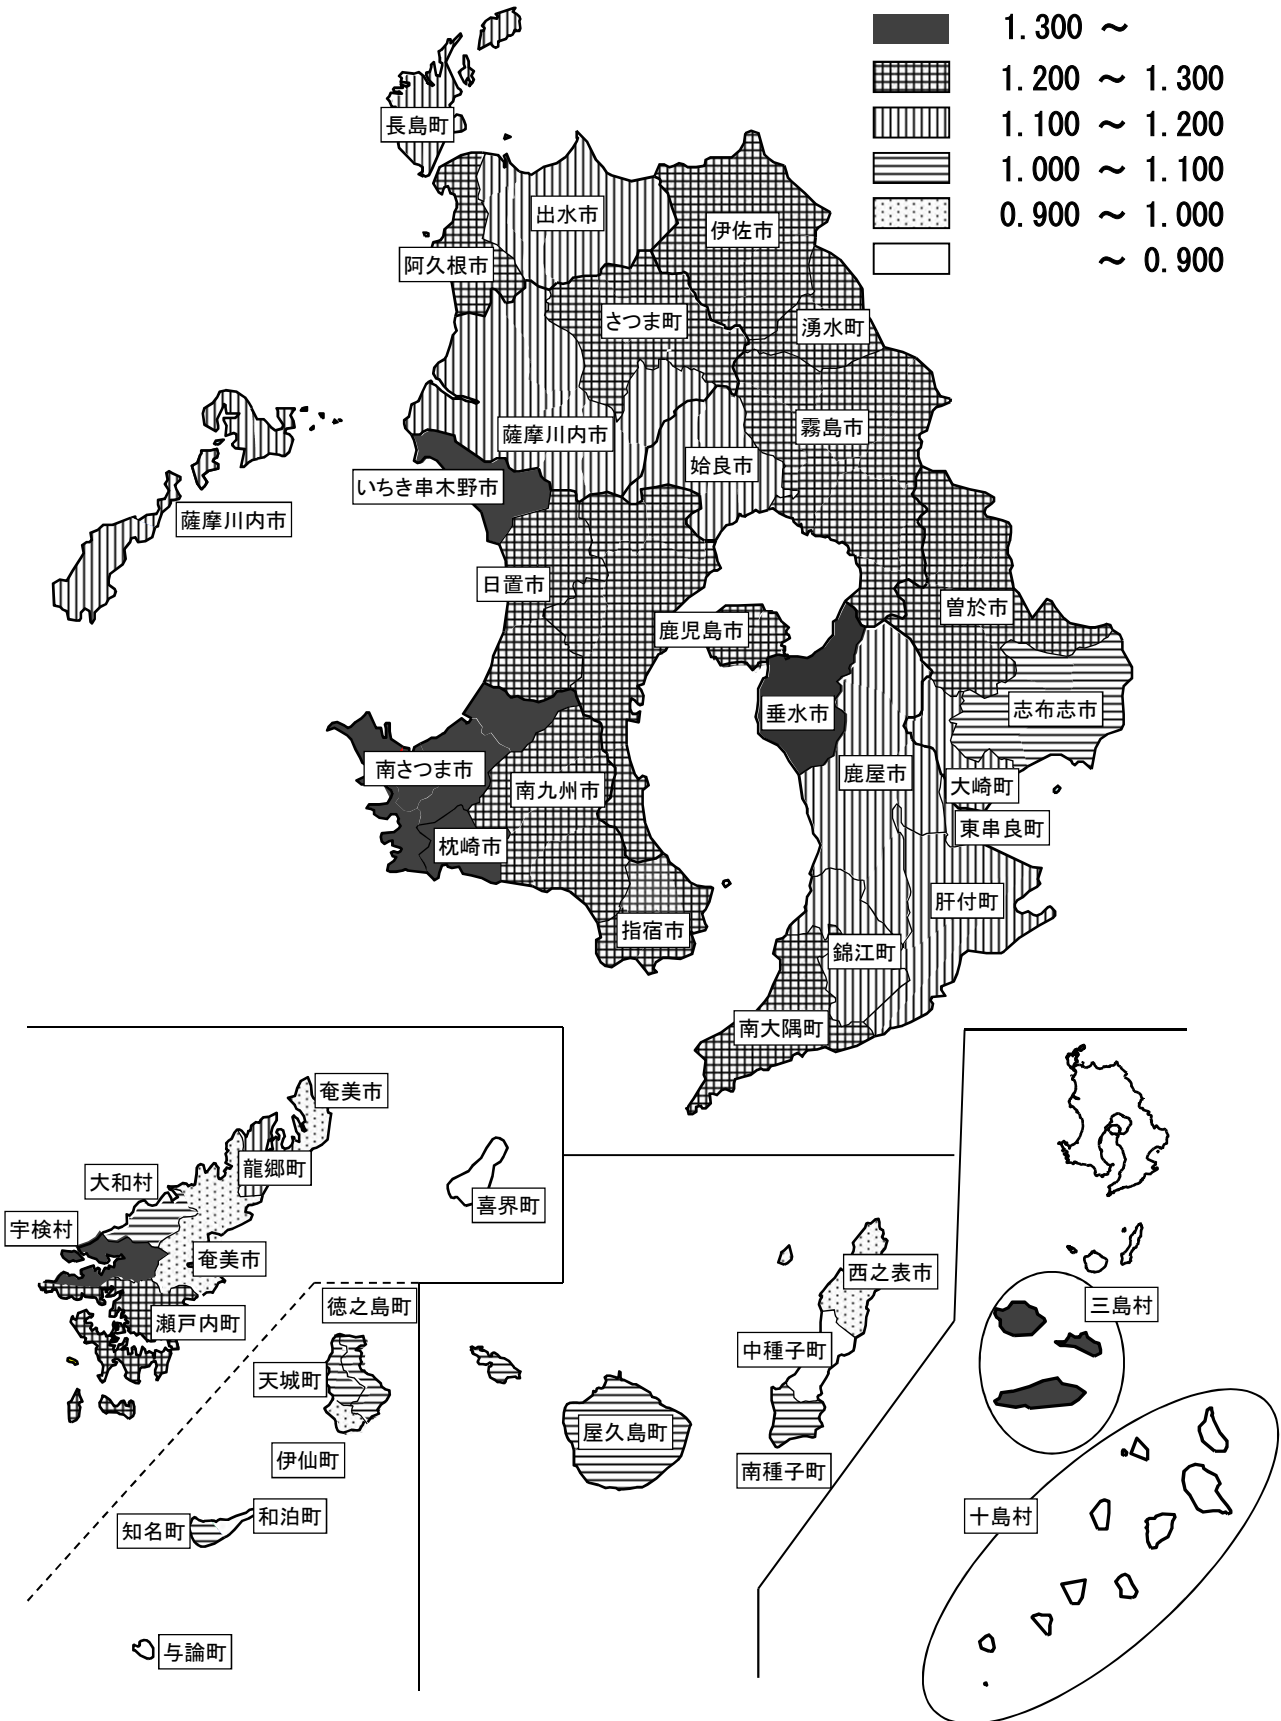 1.300 ～
1.200 ～ 1.300
1.100 ～ 1.200
1.000 ～ 1.100
0.900 ～ 1.000
～ 0.900
長島町
出水市
伊佐市
阿久根市
さつま町
湧水町
霧島市
薩摩川内市
姶良市
いちき串木野市
薩摩川内市
日置市
曽於市
鹿児島市
垂水市
志布志市
南さつま市
鹿屋市
南九州市
大崎町
東串良町
枕崎市
肝付町
指宿市
錦江町
南大隅町
奄美市
龍郷町
大和村
喜界町
宇検村
奄美市
瀬戸内町
西之表市
三島村
徳之島町
中種子町
天城町
屋久島町
伊仙町
南種子町
和泊町
十島村
知名町
与論町